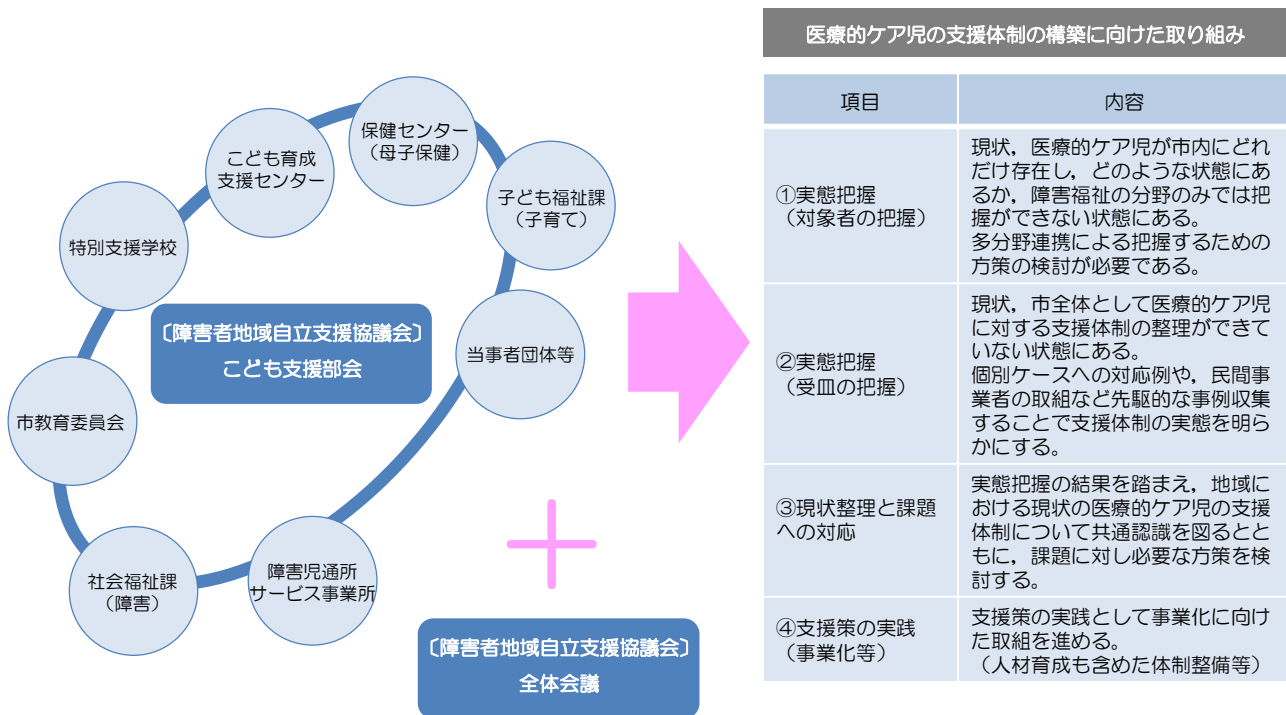 医療的ケア児の支援体制の構築に向けた取り組み
保健センター
（母子保健）
こども育成
支援センター
子ども福祉課
（子育て）
特別支援学校
〔障害者地域自立支援協議会〕
こども支援部会
当事者団体等
市教育委員会
社会福祉課
（障害）
障害児通所
サービス事業所
〔障害者地域自立支援協議会〕
全体会議
項目
内容
①実態把握
（対象者の把握）
現状，医療的ケア児が市内にどれ
だけ存在し，どのような状態にあ
るか，障害福祉の分野のみでは把
握ができない状態にある。
多分野連携による把握するための
方策の検討が必要である。
②実態把握
（受皿の把握）
現状，市全体として医療的ケア児
に対する支援体制の整理ができて
いない状態にある。
個別ケースへの対応例や，民間事
業者の取組など先駆的な事例収集
することで支援体制の実態を明ら
かにする。
③現状整理と課題
への対応
実態把握の結果を踏まえ，地域に
おける現状の医療的ケア児の支援
体制について共通認識を図るとと
もに，課題に対し必要な方策を検
討する。
④支援策の実践
（事業化等）
支援策の実践として事業化に向け
た取組を進める。
（人材育成も含めた体制整備等）